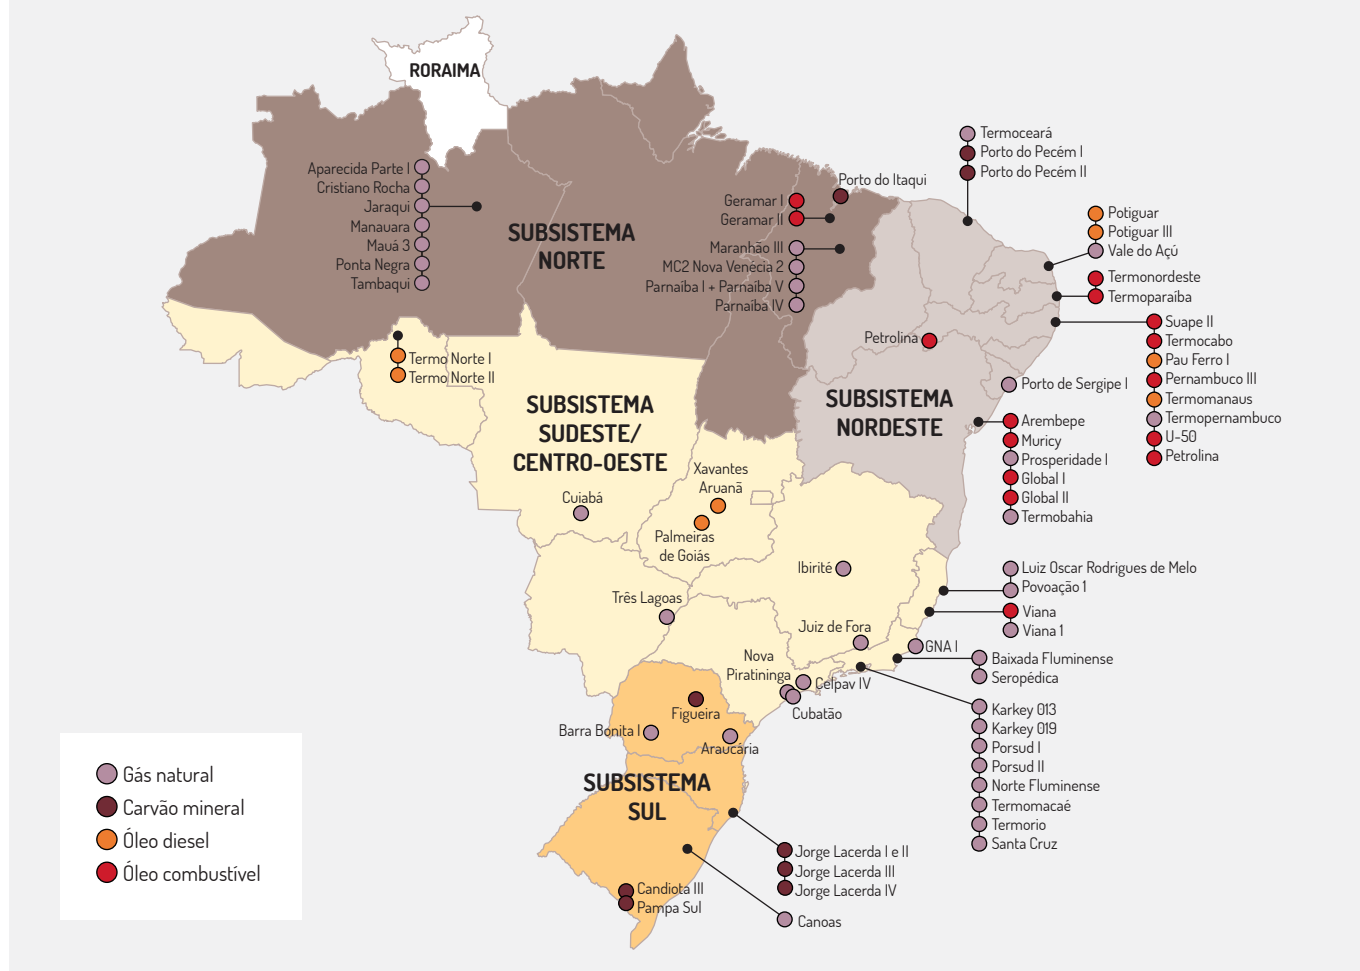 RORAIMA
Termoceará
Porto do Pecém I
Porto do Pecém II
Aparecida Parte I
Cristiano Rocha
Jaraqui
Manauara
Mauá 3
Ponta Negra
Tambaqui
SUBSISTEMA
NORTE
Porto do Itaqui
Geramar I
Geramar II
Maranhão III
MC2 Nova Venécia 2
Parnaíba I + Parnaíba V
Parnaíba IV
Potiguar
Potiguar III
Vale do Açú
Termonordeste
Termoparaíba
Suape II
Termocabo
Pau Ferro I
Pernambuco III
Termomanaus
Termopernambuco
U-50
Petrolina
Petrolina
Termo Norte I
Termo Norte II
Porto de Sergipe I
SUBSISTEMA
NORDESTE
SUBSISTEMA
SUDESTE/
CENTRO-OESTE
Arembepe
Muricy
Prosperidade I
Global I
Global II
Termobahia
Xavantes
Aruanã
Cuiabá
Palmeiras
de Goiás
Ibirité
Luiz Oscar Rodrigues de Melo
Povoação 1
Viana
Viana 1
Três Lagoas
Juiz de Fora
GNA I
Baixada Fluminense
Seropédica
Nova
Piratininga
Ceipav IV
Cubatão
Karkey 013
Karkey 019
Porsud I
Porsud II
Norte Fluminense
Termomacaé
Termorio
Santa Cruz
Figueira
Barra Bonita I
Araucária
SUBSISTEMA
SUL
Jorge Lacerda I e II
Jorge Lacerda III
Jorge Lacerda IV
Candiota III
Pampa Sul
Canoas
Gás natural
Carvão mineral
Óleo diesel
Óleo combustível